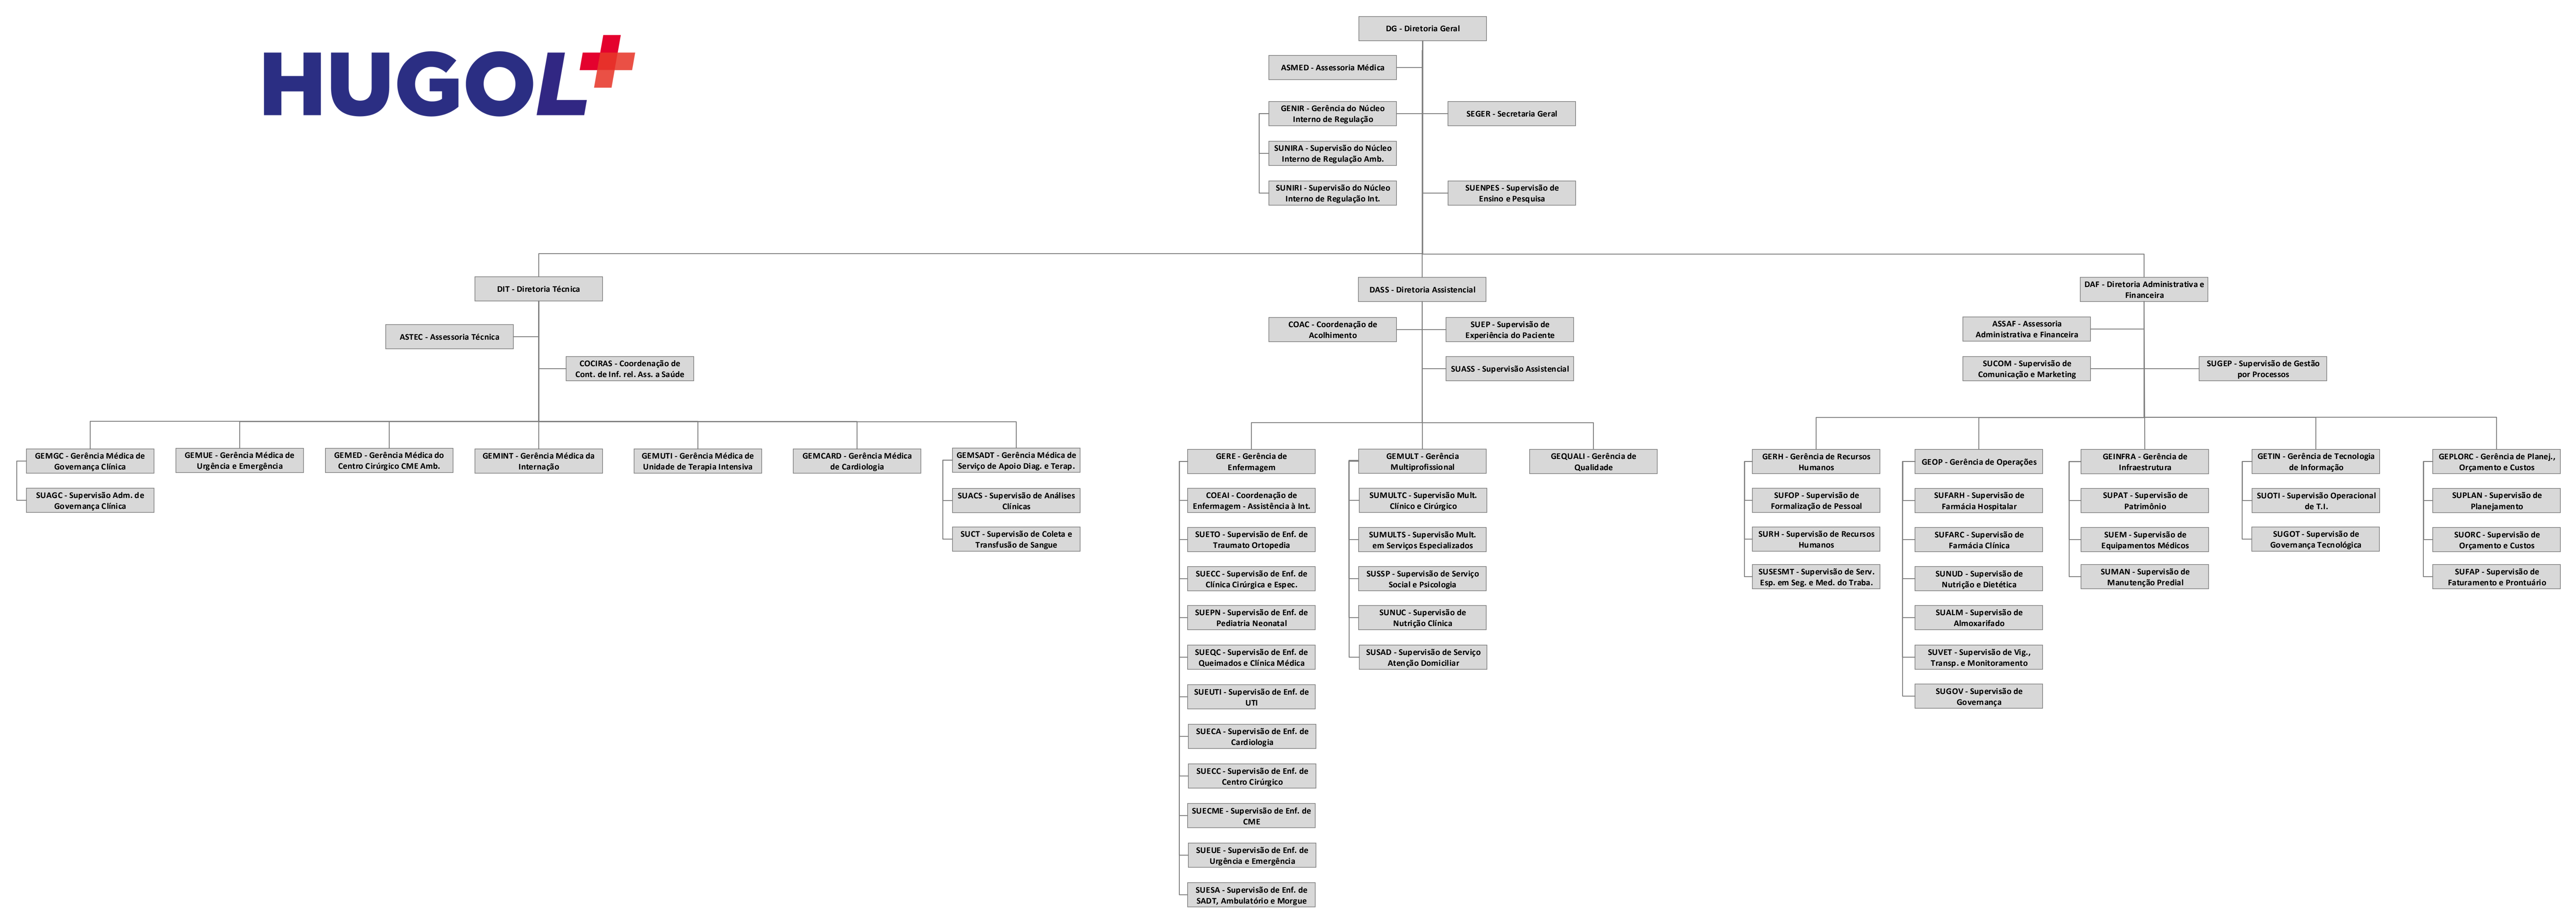 HUGOL
DG - Diretoria Geral
ASMED - Assessoria Médica
GENIR - Gerência do Núcleo
Interno de Regulação
SEGER - Secretaria Geral
SUNIRA - Supervisão do Núcleo
Interno de Regulação Amb.
SUNIRI - Supervisão do Núcleo
Interno de Regulação Int.
SUENPES - Supervisão de
Ensino e Pesquisa
DIT - Diretoria Técnica
ASTEC - Assessoria Técnica
COCIRAS - Coordenação de
Cont. de Inf. rel. Ass. a Saúde
GEMGC - Gerência Médica de
Governança Clínica
SUAGC - Supervisão Adm. de
Governança Clínica
GEMUE - Gerência Médica de
Urgência e Emergência
GEMED - Gerência Médica do
Centro Cirúrgico CME Amb.
GEMINT - Gerência Médica da
Internação
GEMUTI - Gerência Médica de
Unidade de Terapia Intensiva
GEMCARD - Gerência Médica
de Cardiologia
GEMSADT - Gerência Médica de
Serviço de Apoio Diag. e Terap.
SUACS - Supervisão de Análises
Clínicas
SUCT - Supervisão de Coleta e
Transfusão de Sangue
DASS - Diretoria Assistencial
COAC - Coordenação de
Acolhimento
SUEP - Supervisão de
Experiência do Paciente
SUASS - Supervisão Assistencial
GERE - Gerência de
Enfermagem
COEAI - Coordenação de
Enfermagem - Assistência à Int.
SUETO - Supervisão de Enf. de
Traumato Ortopedia
SUECC - Supervisão de Enf. de
Clínica Cirúrgica e Espec.
SUEPN - Supervisão de Enf. de
Pediatria Neonatal
SUEQC - Supervisão de Enf. de
Queimados e Clínica Médica
SUEUTI - Supervisão de Enf. de
UTI
SUECA - Supervisão de Enf. de
Cardiologia
SUECC - Supervisão de Enf. de
Centro Cirúrgico
SUECME - Supervisão de Enf. de
CME
SUEUE - Supervisão de Enf. de
Urgência e Emergência
SUESA - Supervisão de Enf. de
SADT, Ambulatório e Morgue
GEMULTI - Gerência
Multiprofissional
SUMULTC - Supervisão Mult.
Clínico e Cirúrgico
SUMULTS - Supervisão Mult.
em Serviços Especializados
SUSSP - Supervisão de Serviço
Social e Psicologia
SUNUC - Supervisão de
Nutrição Clínica
SUSAD - Supervisão de Serviço
Atenção Domiciliar
GEQUALI - Gerência de
Qualidade
DAF - Diretoria Administrativa e
Financeira
ASSAF - Assessoria
Administrativa e Financeira
SUCOM - Supervisão de
Comunicação e Marketing
SUGEP - Supervisão de Gestão
por Processos
GERH - Gerência de Recursos
Humanos
SUFOP - Supervisão de
Formalização de Pessoal
SURH - Supervisão de Recursos
Humanos
SUSESMT - Supervisão de Serv.
Esp. em Seg. e Med. do Traba.
GEOP - Gerência de Operações
SUFARH - Supervisão de
Farmácia Hospitalar
SUFARC - Supervisão de
Farmácia Clínica
SUNUD - Supervisão de
Nutrição e Dietética
SUALM - Supervisão de
Almoxarifado
SUVET - Supervisão de Vig.,
Transp. e Monitoramento
SUGOV - Supervisão de
Governança
GEINFRA - Gerência de
Infraestrutura
SUPAT - Supervisão de
Patrimônio
SUEM - Supervisão de
Equipamentos Médicos
SUMAN - Supervisão de
Manutenção Predial
GETIN - Gerência de Tecnologia
de Informação
SUOTI - Supervisão Operacional
de T.I.
SUGOT - Supervisão de
Governança Tecnológica
GEPLORC - Gerência de Planej.,
Orçamento e Custos
SUPLAN - Supervisão de
Planejamento
SUORC - Supervisão de
Orçamento e Custos
SUFAP - Supervisão de
Faturamento e Prontuário